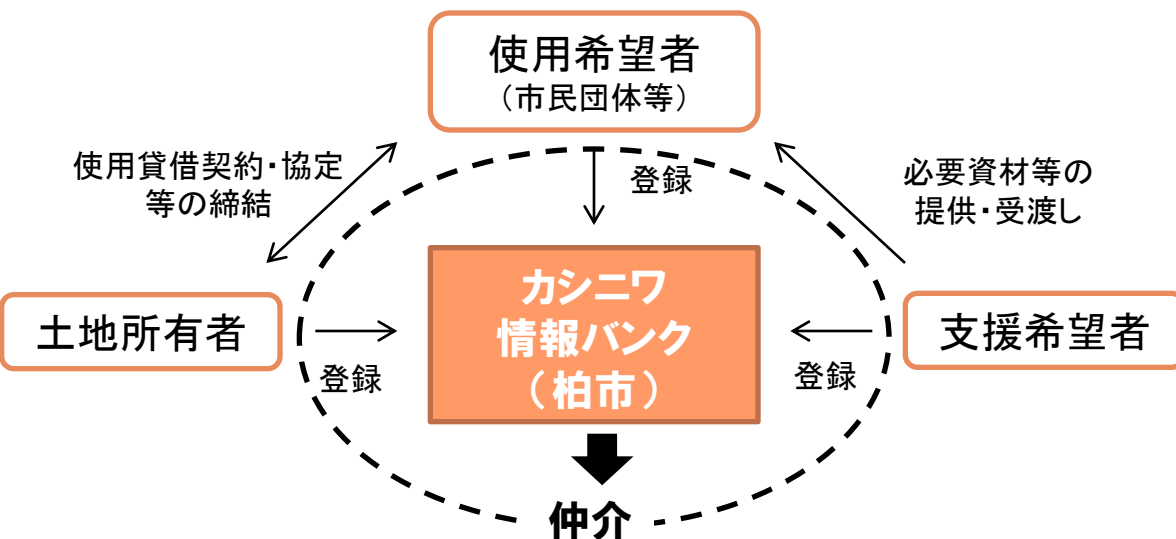 使用希望者
（市民団体等）
使用貸借契約・協定
等の締結
登録
必要資材等の
提供・受渡し
カシニワ
情報バンク
（柏市）
土地所有者
登録
支援希望者
登録
仲介